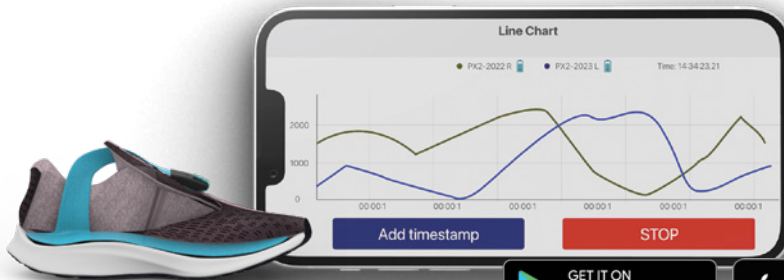 Line Chart
PX2-2022 R PX2-2023 L Time: 14:34:23.21
2000
1000
0
00:00:1 00:00:1 00:00:1 00:00:1 00:00:1 00:00:1
Add timestamp STOP
GET IT ON